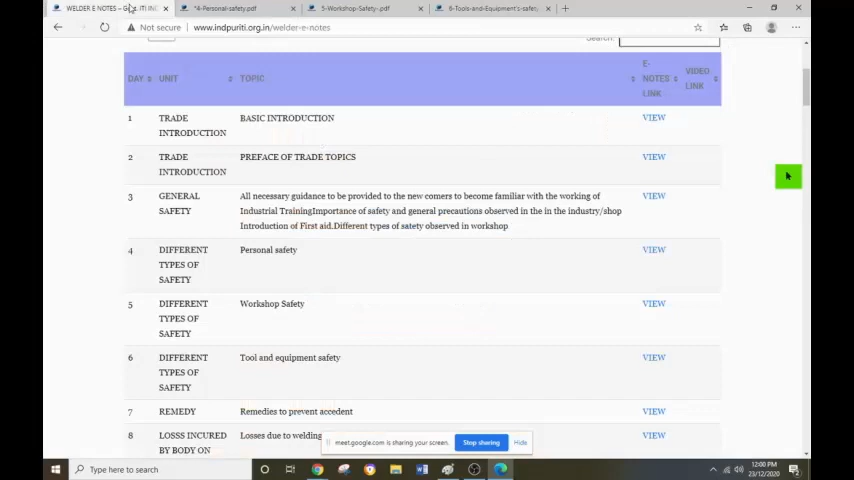 WELDER E NOTES – Govt. ITI IND
*4-Personal-safety.pdf
5-Workshop-Safety-.pdf
6-Tools-and-Equipment's-safety
Not secure
www.indpuriti.org.in/welder-e-notes
Search:
DAY UNIT TOPIC E-NOTES LINK VIDEO LINK
1 TRADE INTRODUCTION BASIC INTRODUCTION VIEW
2 TRADE INTRODUCTION PREFACE OF TRADE TOPICS VIEW
3 GENERAL SAFETY All necessary guidance to be provided to the new comers to become familiar with the working of VIEW
Industrial TrainingImportance of safety and general precautions observed in the in the industry/shop
Introduction of First aid.Different types of satety observed in workshop
4 DIFFERENT TYPES OF SAFETY Personal safety VIEW
5 DIFFERENT TYPES OF SAFETY Workshop Safety VIEW
6 DIFFERENT TYPES OF SAFETY Tool and equipment safety VIEW
7 REMEDY Remedies to prevent accedent VIEW
8 LOSSS INCURED BY BODY ON Losses due to welding VIEW
meet.google.com is sharing your screen.
Stop sharing
Hide
Type here to search
12:00 PM
23/12/2020